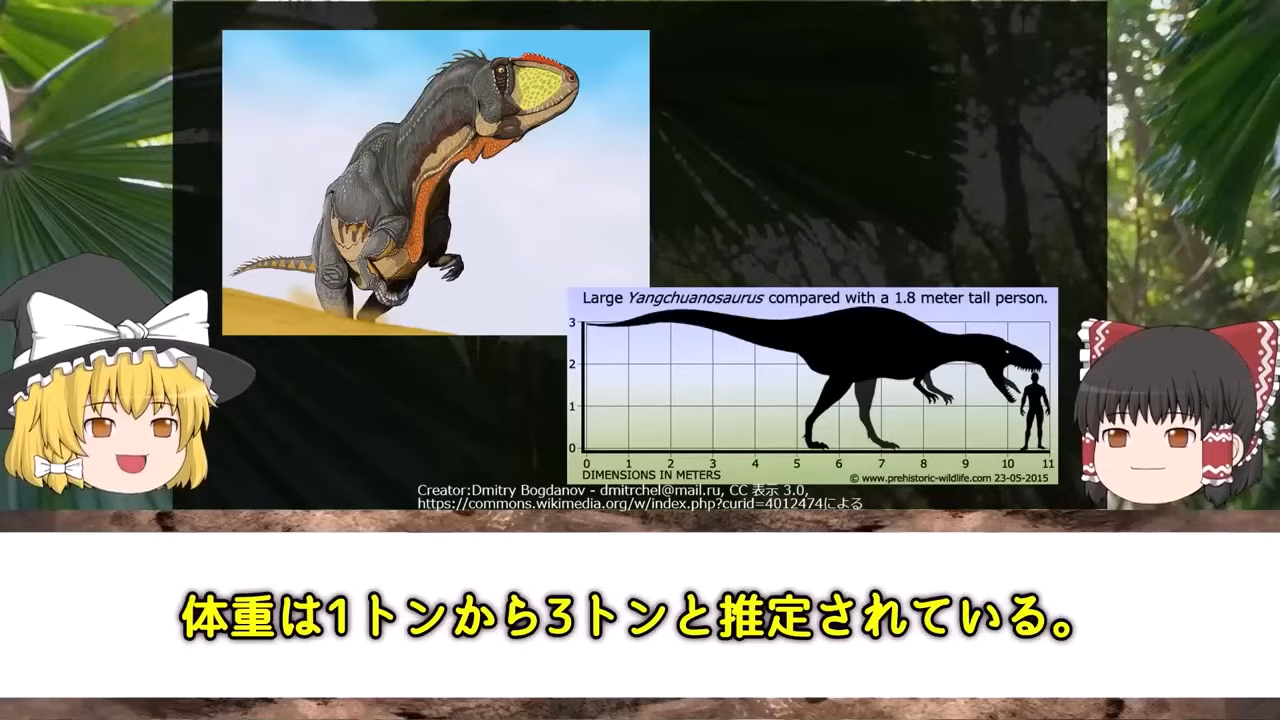 Large Yangchuanosaurus compared with a 1.8 meter tall person.
3
2
1
0
0 1 2 3 4 5 6 7 8 9 10 11
DIMENSIONS IN METERS
© www.prehistoric-wildlife.com 23-05-2015
Creator:Dmitry Bogdanov - dmitrchel@mail.ru, CC 表示 3.0,
https://commons.wikimedia.org/w/index.php?curid=4012474による
体重は1トンから3トンと推定されている。